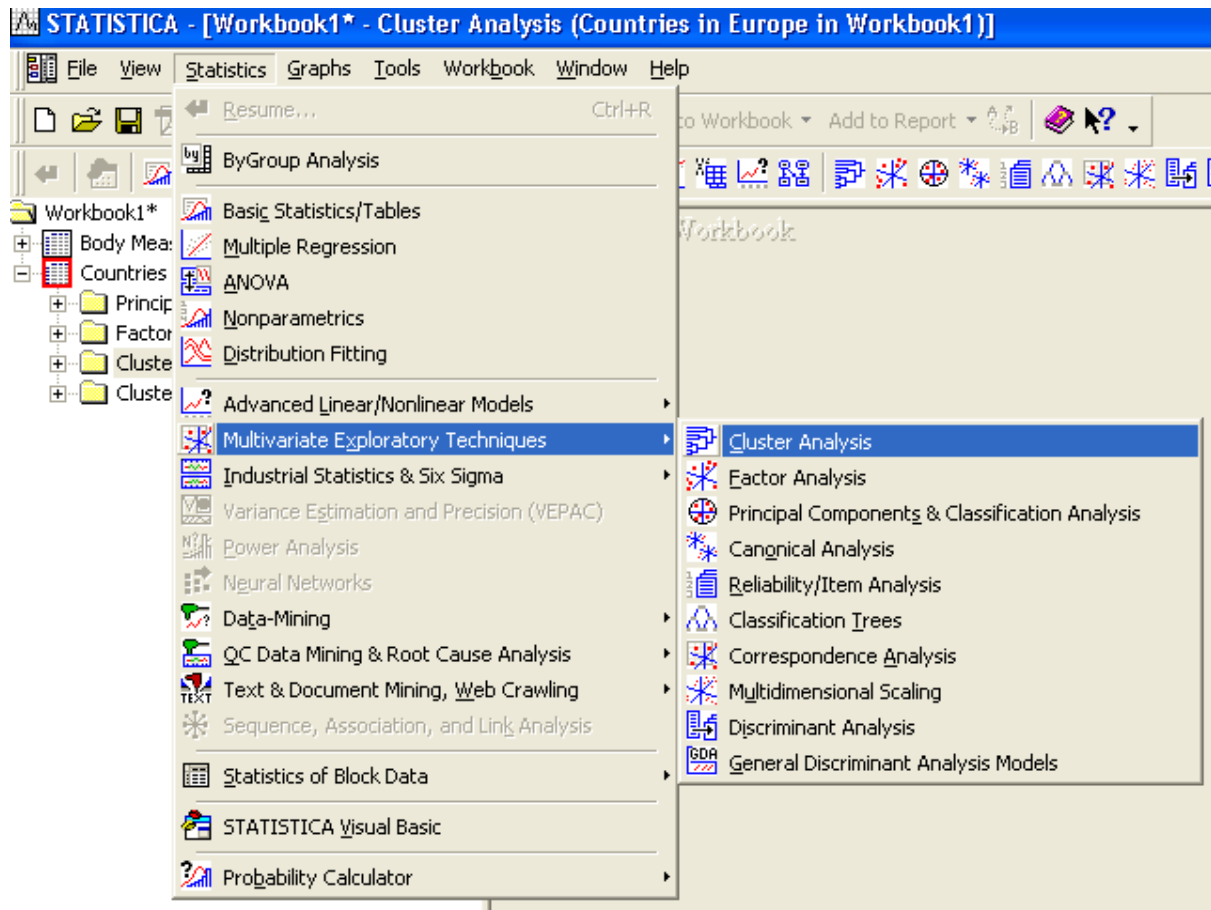 STATISTICA - [Workbook1* - Cluster Analysis (Countries in Europe in Workbook1)]
File View Statistics Graphs Tools Workbook Window Help
Resume... Ctrl+R
to Workbook Add to Report
ByGroup Analysis
Workbook1*
Workbook
Basic Statistics/Tables
Body Mea
Multiple Regression
Countries
ANOVA
Princip
Nonparametrics
Factor
Distribution Fitting
Cluste
Cluste
Advanced Linear/Nonlinear Models
Multivariate Exploratory Techniques
Industrial Statistics & Six Sigma
Variance Estimation and Precision (VEPAC)
Power Analysis
Neural Networks
Data-Mining
QC Data Mining & Root Cause Analysis
Text & Document Mining, Web Crawling
Sequence, Association, and Link Analysis
Statistics of Block Data
STATISTICA Visual Basic
Probability Calculator
Cluster Analysis
Factor Analysis
Principal Components & Classification Analysis
Canonical Analysis
Reliability/Item Analysis
Classification Trees
Correspondence Analysis
Multidimensional Scaling
Discriminant Analysis
General Discriminant Analysis Models